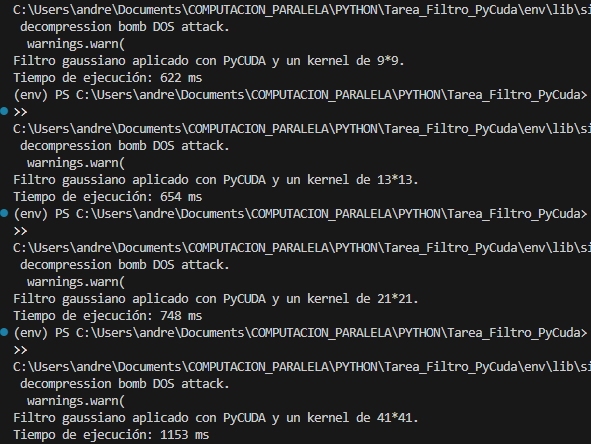 C:\Users\andre\Documents\COMPUTACION_PARALELA\PYTHON\Tarea_Filtro_PyCuda\env\lib\si
decompression bomb DOS attack.
warnings.warn(
Filtro gaussiano aplicado con PyCUDA y un kernel de 9*9.
Tiempo de ejecución: 622 ms
(env) PS C:\Users\andre\Documents\COMPUTACION_PARALELA\PYTHON\Tarea_Filtro_PyCuda>
>>
C:\Users\andre\Documents\COMPUTACION_PARALELA\PYTHON\Tarea_Filtro_PyCuda\env\lib\si
decompression bomb DOS attack.
warnings.warn(
Filtro gaussiano aplicado con PyCUDA y un kernel de 13*13.
Tiempo de ejecución: 654 ms
(env) PS C:\Users\andre\Documents\COMPUTACION_PARALELA\PYTHON\Tarea_Filtro_PyCuda>
>>
C:\Users\andre\Documents\COMPUTACION_PARALELA\PYTHON\Tarea_Filtro_PyCuda\env\lib\si
decompression bomb DOS attack.
warnings.warn(
Filtro gaussiano aplicado con PyCUDA y un kernel de 21*21.
Tiempo de ejecución: 748 ms
(env) PS C:\Users\andre\Documents\COMPUTACION_PARALELA\PYTHON\Tarea_Filtro_PyCuda>
>>
C:\Users\andre\Documents\COMPUTACION_PARALELA\PYTHON\Tarea_Filtro_PyCuda\env\lib\si
decompression bomb DOS attack.
warnings.warn(
Filtro gaussiano aplicado con PyCUDA y un kernel de 41*41.
Tiempo de ejecución: 1153 ms